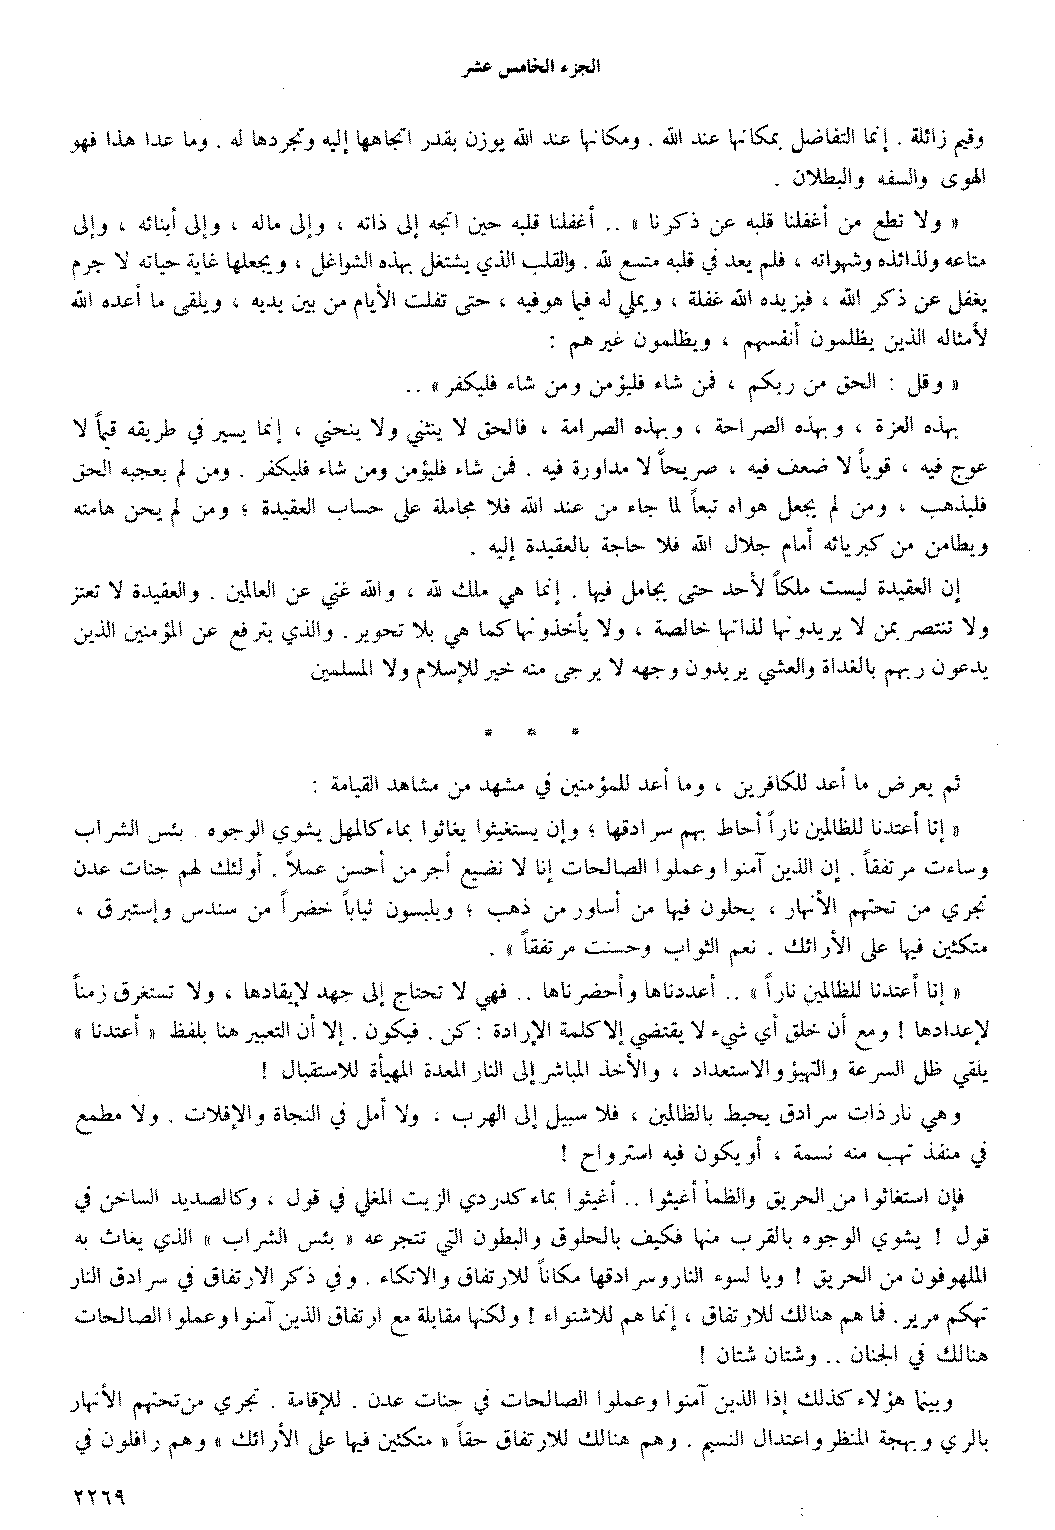 الجزء الخامس عشر
وقيم زائلة . إنما التفاضل بمكانها عند الله . ومكانها عند الله يوزن بقدر اتجاهها إليه وتجردها له . وما عدا هذا فهو
الهوى والسفه والبطلان .
« ولا تطع من أغفلنا قلبه عن ذكرنا » .. أغفلنا قلبه حين اتجه إلى ذاته ، وإلى ماله ، وإلى أبنائه ، وإلى
متاعه ولذائذه وشهواته ، فلم يعد في قلبه متسع لله . والقلب الذي يشتغل بهذه الشواغل ، ويجعلها غاية حياته لا جرم
يغفل عن ذكر الله ، فيزيده الله غفلة ، ويملي له فيما هو فيه ، حتى تفلت الأيام من بين يديه ، ويلقى ما أعده الله
لأمثاله الذين يظلمون أنفسهم ، ويظلمون غيرهم :
« وقل : الحق من ربكم ، فمن شاء فليؤمن ومن شاء فليكفر » ..
بهذه العزة ، وبهذه الصراحة ، وبهذه الصرامة ، فالحق لا ينثني ولا ينحني ، إنما يسير في طريقه قيماً لا
عوج فيه ، قوياً لا ضعف فيه ، صريحاً لا مداورة فيه . فمن شاء فليؤمن ومن شاء فليكفر . ومن لم يعجبه الحق
فليذهب ، ومن لم يجعل هواه تبعاً لما جاء من عند الله فلا مجاملة على حساب العقيدة ؛ ومن لم يحن هامته
ويطامن من كبريائه أمام جلال الله فلا حاجة بالعقيدة إليه .
إن العقيدة ليست ملكاً لأحد حتى يجامل فيها . إنما هي ملك لله ، والله غني عن العالمين . والعقيدة لا تعتز
ولا تنتصر بمن لا يريدونها لذاتها خالصة ، ولا يأخذونها كما هي بلا تحوير . والذي يترفع عن المؤمنين الذين
يدعون ربهم بالغداة والعشي يريدون وجهه لا يرجى منه خير للإسلام ولا المسلمين
* * *
ثم يعرض ما أعد للكافرين ، وما أعد للمؤمنين في مشهد من مشاهد القيامة :
« إنا أعتدنا للظالمين ناراً أحاط بهم سرادقها ؛ وإن يستغيثوا يغاثوا بماء كالمهل يشوي الوجوه . بئس الشراب
وساءت مرتفقاً . إن الذين آمنوا وعملوا الصالحات إنا لا نضيع أجر من أحسن عملاً . أولئك لهم جنات عدن
تجري من تحتهم الأنهار ، يحلون فيها من أساور من ذهب ؛ ويلبسون ثياباً خضراً من سندس وإستبرق ،
متكئين فيها على الأرائك . نعم الثواب وحسنت مرتفقاً » .
« إنا أعتدنا للظالمين ناراً » .. أعددناها وأحضرناها .. فهي لا تحتاج إلى جهد لإيقادها ، ولا تستغرق زمناً
لإعدادها ! ومع أن خلق أي شيء لا يقتضي إلا كلمة الإرادة : كن . فيكون . إلا أن التعبير هنا بلفظ « أعتدنا »
يلقي ظل السرعة والتهيؤ والاستعداد ، والأخذ المباشر إلى النار المعدة المهيأة للاستقبال !
وهي نار ذات سرادق يحيط بالظالمين ، فلا سبيل إلى الهرب ، ولا أمل في النجاة والإفلات . ولا مطمع
في منفذ تهب منه نسمة ، أو يكون فيه استرواح !
فإن استغاثوا من الحريق والظمأ أغيثوا .. أغيثوا بماء كدردي الزيت المغلي في قول ، وكالصديد الساخن في
قول ! يشوي الوجوه بالقرب منها فكيف بالحلوق والبطون التي تتجرعه « بئس الشراب » الذي يغاث به
الملهوفون من الحريق ! ويا لسوء النار وسرادقها مكاناً للارتفاق والاتكاء . وفي ذكر الارتفاق في سرادق النار
تهكم مرير . فما هم هنالك للارتفاق ، إنما هم للاشتواء ! ولكنها مقابلة مع ارتفاق الذين آمنوا وعملوا الصالحات
هنالك في الجنان .. وشتان شتان !
وبينما هؤلاء كذلك إذا الذين آمنوا وعملوا الصالحات في جنات عدن . للإقامة . تجري من تحتهم الأنهار
بالري وبهجة المنظر واعتدال النسيم . وهم هنالك للارتفاق حقاً « متكئين فيها على الأرائك » وهم رافلون في
٢٢٦٩